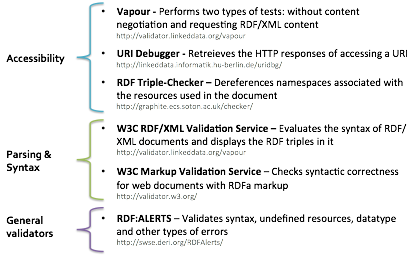 Accessibility
• Vapour - Performs two types of tests: without content
negotiation and requesting RDF/XML content
http://validator.linkeddata.org/vapour
• URI Debugger - Retreieves the HTTP responses of accessing a URI
http://linkeddata.informatik.hu-berlin.de/uridbg/
• RDF Triple-Checker – Dereferences namespaces associated with
the resources used in the document
http://graphite.ecs.soton.ac.uk/checker/
Parsing &
Syntax
• W3C RDF/XML Validation Service – Evaluates the syntax of RDF/
XML documents and displays the RDF triples in it
http://validator.linkeddata.org/vapour
• W3C Markup Validation Service – Checks syntactic correctness
for web documents with RDFa markup
http://validator.w3.org/
General
validators
• RDF:ALERTS – Validates syntax, undefined resources, datatype
and other types of errors
http://swse.deri.org/RDFAlerts/